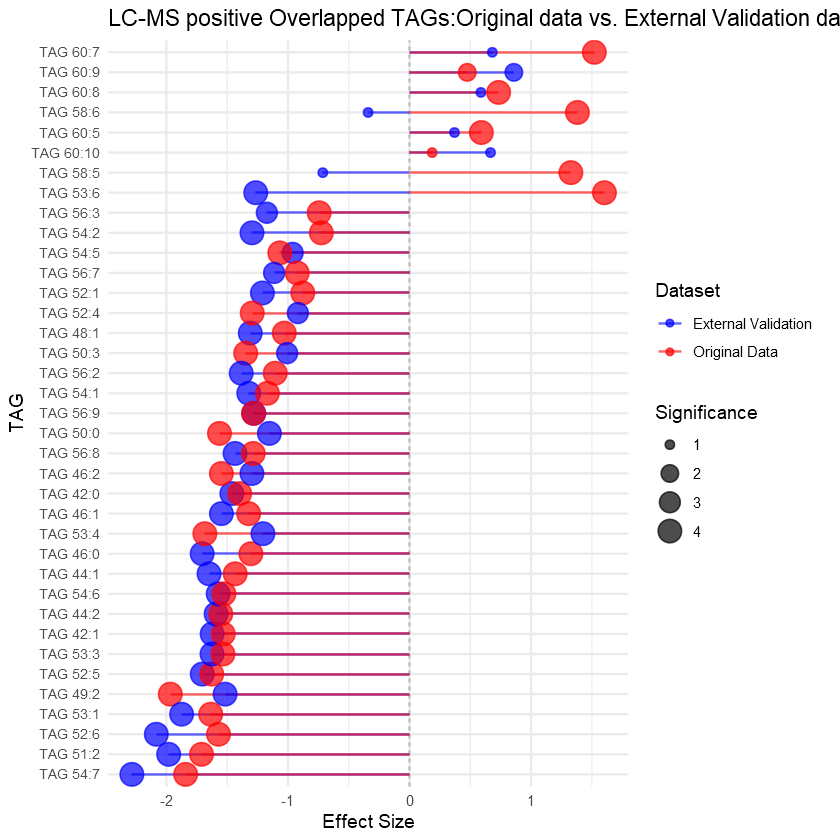 LC-MS positive Overlapped TAGs:Original data vs. External Validation da
TAG
TAG 60:7
TAG 60:9
TAG 60:8
TAG 58:6
TAG 60:5
TAG 60:10
TAG 58:5
TAG 53:6
TAG 56:3
TAG 54:2
TAG 54:5
TAG 56:7
TAG 52:1
TAG 52:4
TAG 48:1
TAG 50:3
TAG 56:2
TAG 54:1
TAG 56:9
TAG 50:0
TAG 56:8
TAG 46:2
TAG 42:0
TAG 46:1
TAG 53:4
TAG 46:0
TAG 44:1
TAG 54:6
TAG 44:2
TAG 42:1
TAG 53:3
TAG 52:5
TAG 49:2
TAG 53:1
TAG 52:6
TAG 51:2
TAG 54:7
-2 -1 0 1
Effect Size
Dataset
External Validation
Original Data
Significance
1
2
3
4